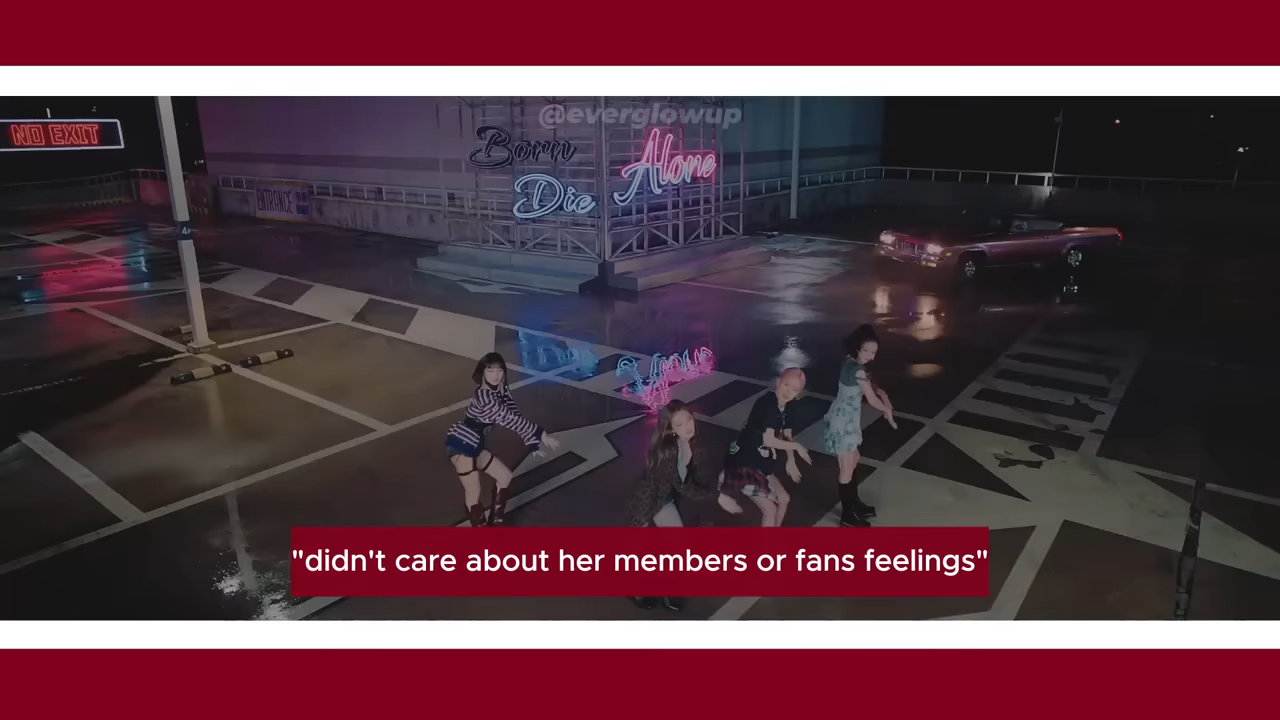 @everglowup
NO EXIT
Born
Alone
Die
ENTRANCE
"didn't care about her members or fans feelings"